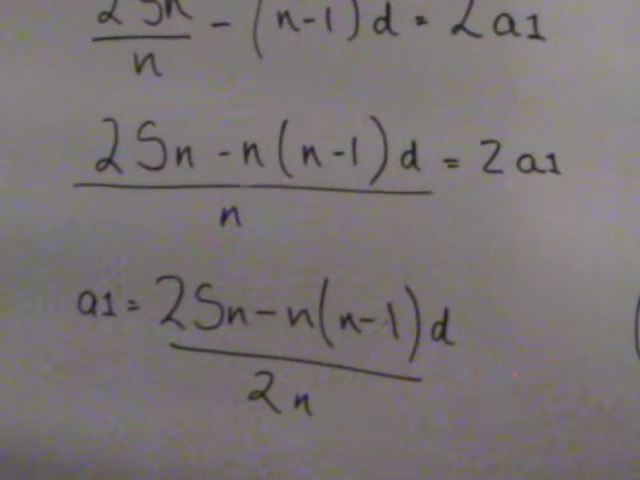 2Sn/n - (n-1)d = 2a1
2Sn - n(n-1)d / n = 2a1
a1 = 2Sn - n(n-1)d / 2n